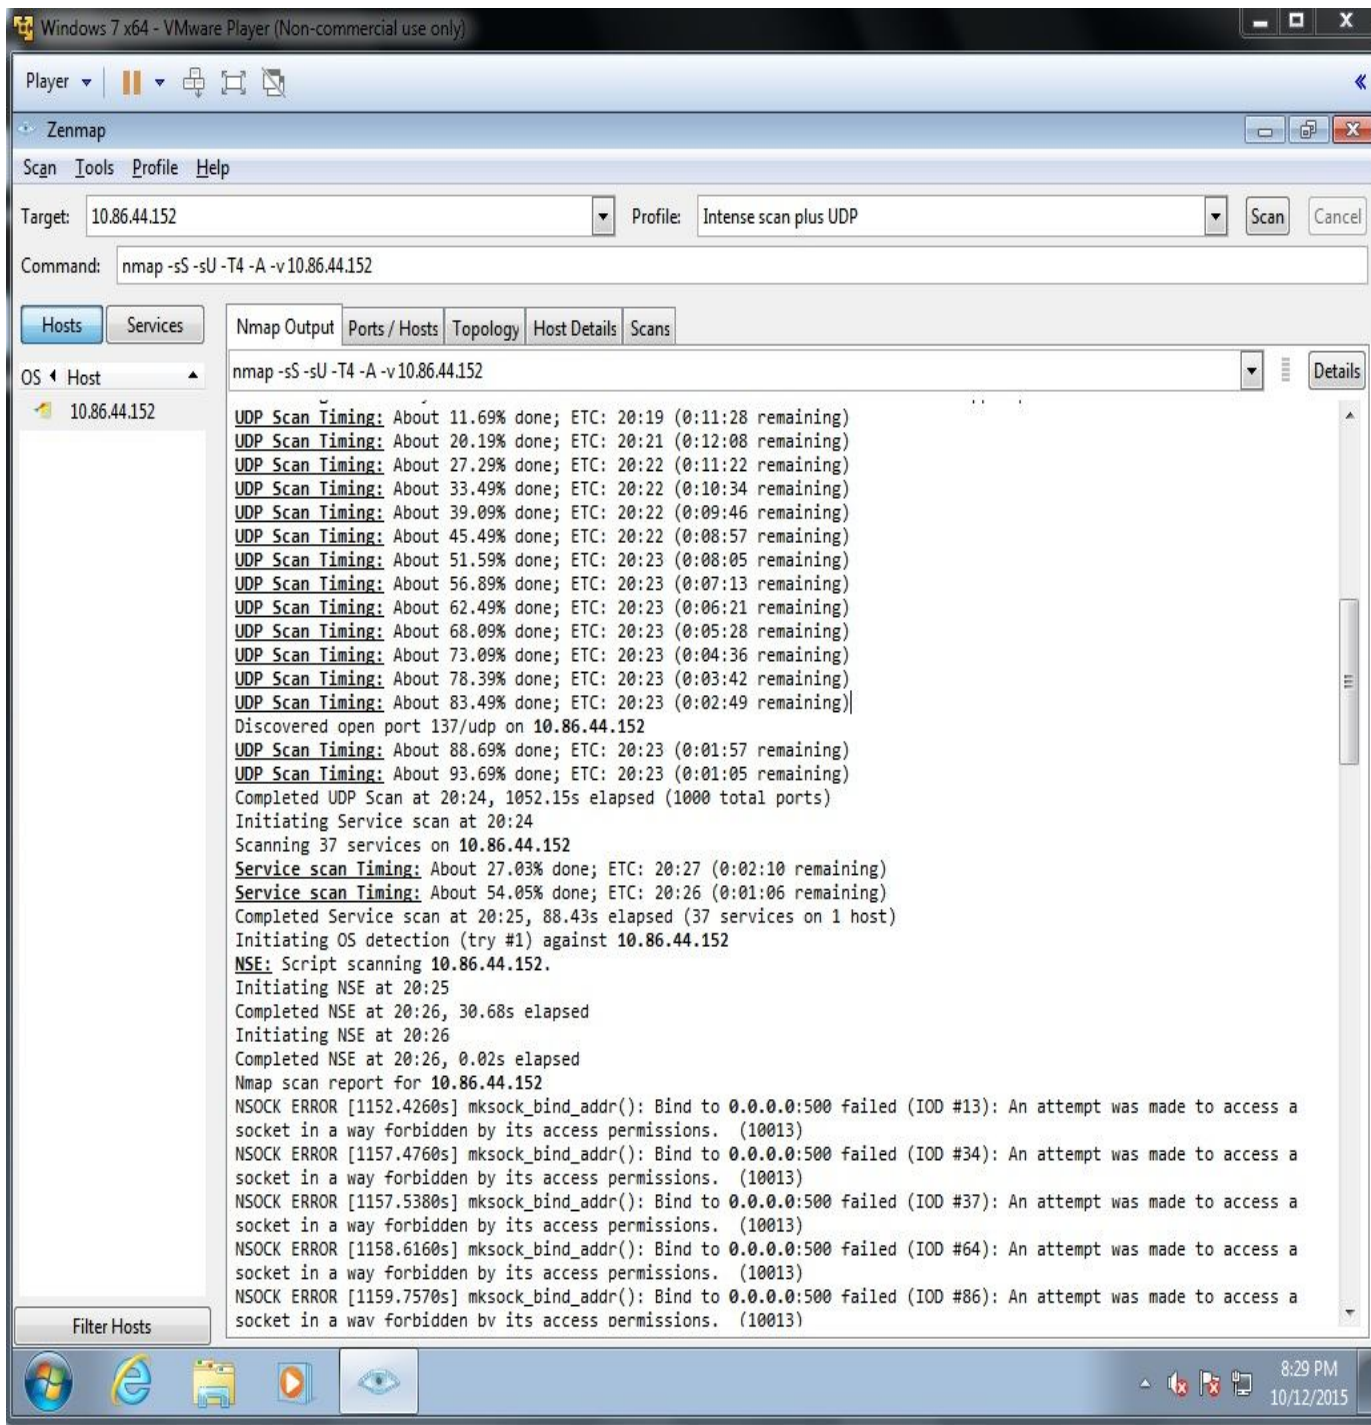 Windows 7 x64 - VMware Player (Non-commercial use only)
Player
Zenmap
Scan Tools Profile Help
Target: 10.86.44.152 Profile: Intense scan plus UDP Scan Cancel
Command: nmap -sS -sU -T4 -A -v 10.86.44.152
Hosts Services Nmap Output Ports / Hosts Topology Host Details Scans
nmap -sS -sU -T4 -A -v 10.86.44.152 Details
OS Host
10.86.44.152
UDP Scan Timing: About 11.69% done; ETC: 20:19 (0:11:28 remaining)
UDP Scan Timing: About 20.19% done; ETC: 20:21 (0:12:08 remaining)
UDP Scan Timing: About 27.29% done; ETC: 20:22 (0:11:22 remaining)
UDP Scan Timing: About 33.49% done; ETC: 20:22 (0:10:34 remaining)
UDP Scan Timing: About 39.09% done; ETC: 20:22 (0:09:46 remaining)
UDP Scan Timing: About 45.49% done; ETC: 20:22 (0:08:57 remaining)
UDP Scan Timing: About 51.59% done; ETC: 20:23 (0:08:05 remaining)
UDP Scan Timing: About 56.89% done; ETC: 20:23 (0:07:13 remaining)
UDP Scan Timing: About 62.49% done; ETC: 20:23 (0:06:21 remaining)
UDP Scan Timing: About 68.09% done; ETC: 20:23 (0:05:28 remaining)
UDP Scan Timing: About 73.09% done; ETC: 20:23 (0:04:36 remaining)
UDP Scan Timing: About 78.39% done; ETC: 20:23 (0:03:42 remaining)
UDP Scan Timing: About 83.49% done; ETC: 20:23 (0:02:49 remaining)
Discovered open port 137/udp on 10.86.44.152
UDP Scan Timing: About 88.69% done; ETC: 20:23 (0:01:57 remaining)
UDP Scan Timing: About 93.69% done; ETC: 20:23 (0:01:05 remaining)
Completed UDP Scan at 20:24, 1052.15s elapsed (1000 total ports)
Initiating Service scan at 20:24
Scanning 37 services on 10.86.44.152
Service scan Timing: About 27.03% done; ETC: 20:27 (0:02:10 remaining)
Service scan Timing: About 54.05% done; ETC: 20:26 (0:01:06 remaining)
Completed Service scan at 20:25, 88.43s elapsed (37 services on 1 host)
Initiating OS detection (try #1) against 10.86.44.152
NSE: Script scanning 10.86.44.152.
Initiating NSE at 20:25
Completed NSE at 20:26, 30.68s elapsed
Initiating NSE at 20:26
Completed NSE at 20:26, 0.02s elapsed
Nmap scan report for 10.86.44.152
NSOCK ERROR [1152.4260s] mksock_bind_addr(): Bind to 0.0.0.0:500 failed (IOD #13): An attempt was made to access a
socket in a way forbidden by its access permissions. (10013)
NSOCK ERROR [1157.4760s] mksock_bind_addr(): Bind to 0.0.0.0:500 failed (IOD #34): An attempt was made to access a
socket in a way forbidden by its access permissions. (10013)
NSOCK ERROR [1157.5380s] mksock_bind_addr(): Bind to 0.0.0.0:500 failed (IOD #37): An attempt was made to access a
socket in a way forbidden by its access permissions. (10013)
NSOCK ERROR [1158.6160s] mksock_bind_addr(): Bind to 0.0.0.0:500 failed (IOD #64): An attempt was made to access a
socket in a way forbidden by its access permissions. (10013)
NSOCK ERROR [1159.7570s] mksock_bind_addr(): Bind to 0.0.0.0:500 failed (IOD #86): An attempt was made to access a
socket in a way forbidden by its access permissions. (10013)
Filter Hosts
8:29 PM
10/12/2015